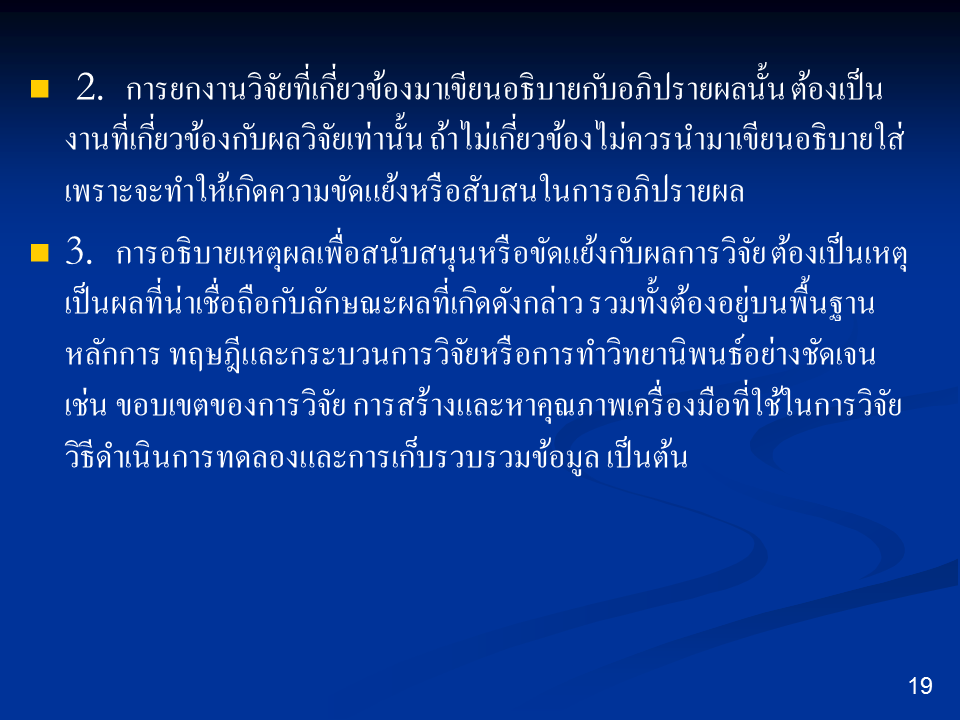 2. การยกงานวิจัยที่เกี่ยวข้องมาเขียนอธิบายกับอภิปรายผลนั้น ต้องเป็น
งานที่เกี่ยวข้องกับผลวิจัยเท่านั้น ถ้าไม่เกี่ยวข้องไม่ควรนำมาเขียนอธิบายใส่
เพราะจะทำให้เกิดความขัดแย้งหรือสับสนในการอภิปรายผล
3. การอธิบายเหตุผลเพื่อสนับสนุนหรือขัดแย้งกับผลการวิจัย ต้องเป็นเหตุ
เป็นผลที่น่าเชื่อถือกับลักษณะผลที่เกิดดังกล่าว รวมทั้งต้องอยู่บนพื้นฐาน
หลักการ ทฤษฎีและกระบวนการวิจัยหรือการทำวิทยานิพนธ์อย่างชัดเจน
เช่น ขอบเขตของการวิจัย การสร้างและหาคุณภาพเครื่องมือที่ใช้ในการวิจัย
วิธีดำเนินการทดลองและการเก็บรวบรวมข้อมูล เป็นต้น
19